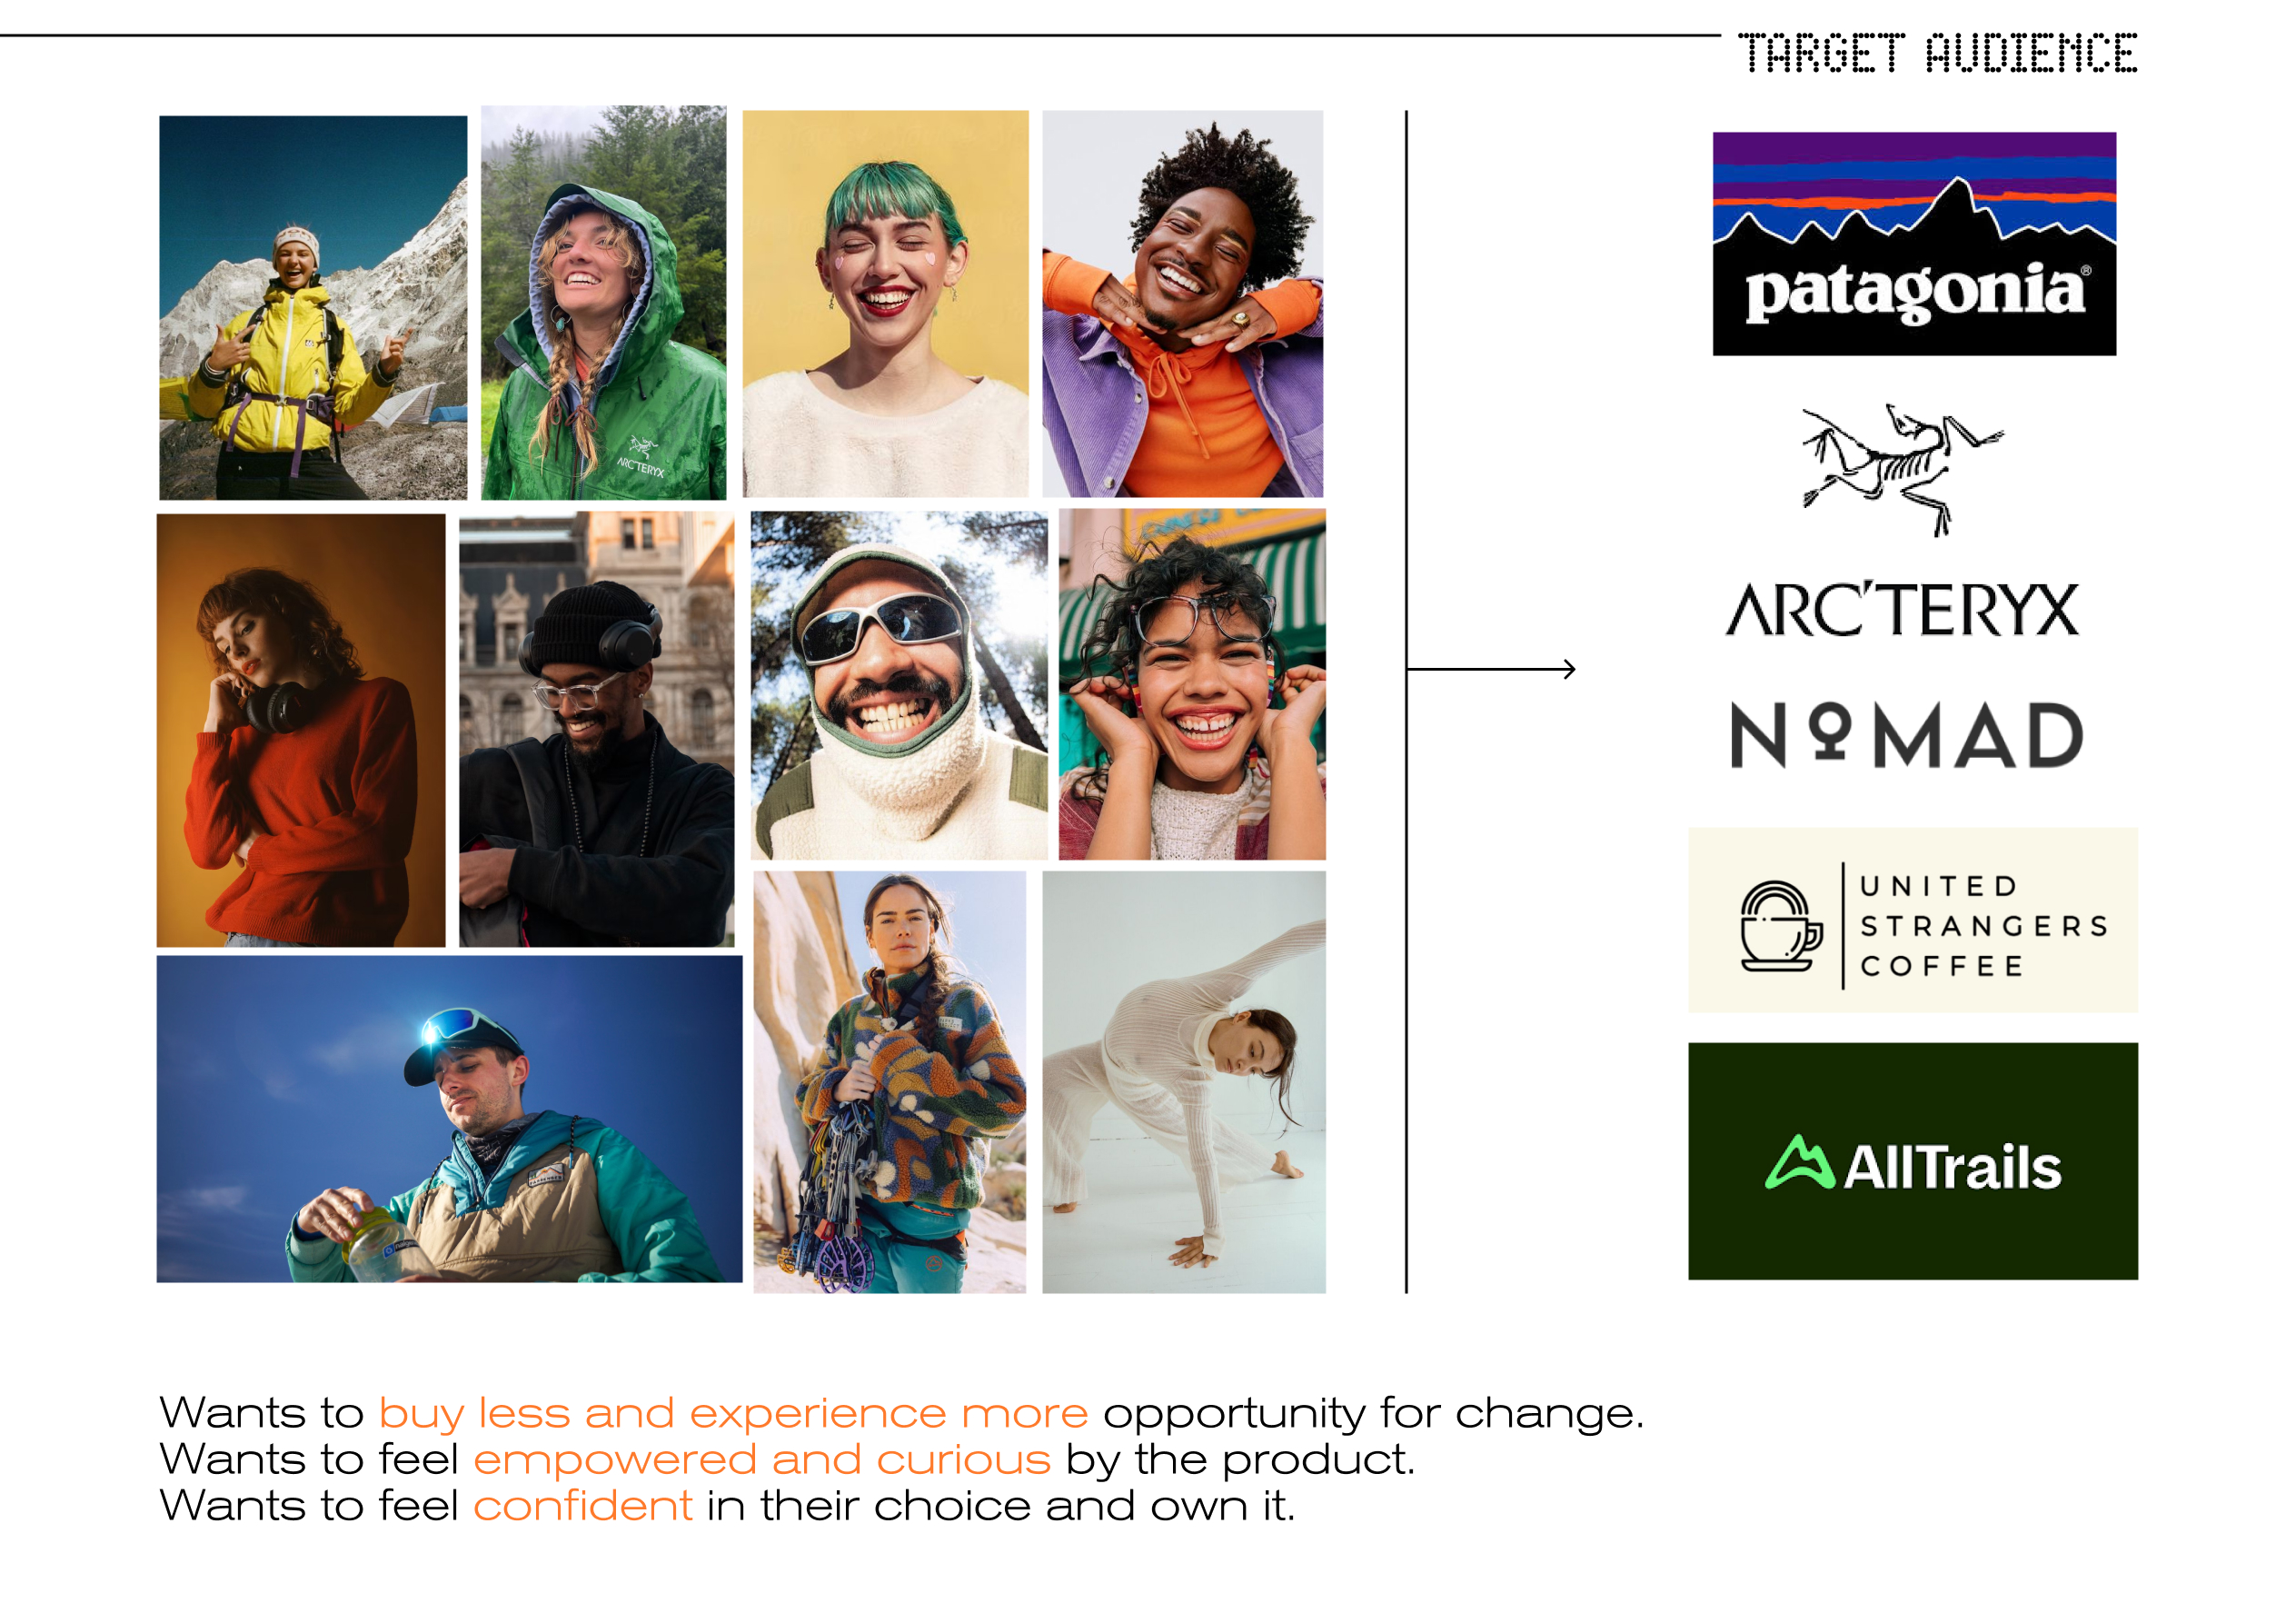 TARGET AUDIENCE
patagonia®
ARC'TERYX
ARC'TERYX
NOMAD
UNITED
STRANGERS
COFFEE
AllTrails
Wants to buy less and experience more opportunity for change.
Wants to feel empowered and curious by the product.
Wants to feel confident in their choice and own it.